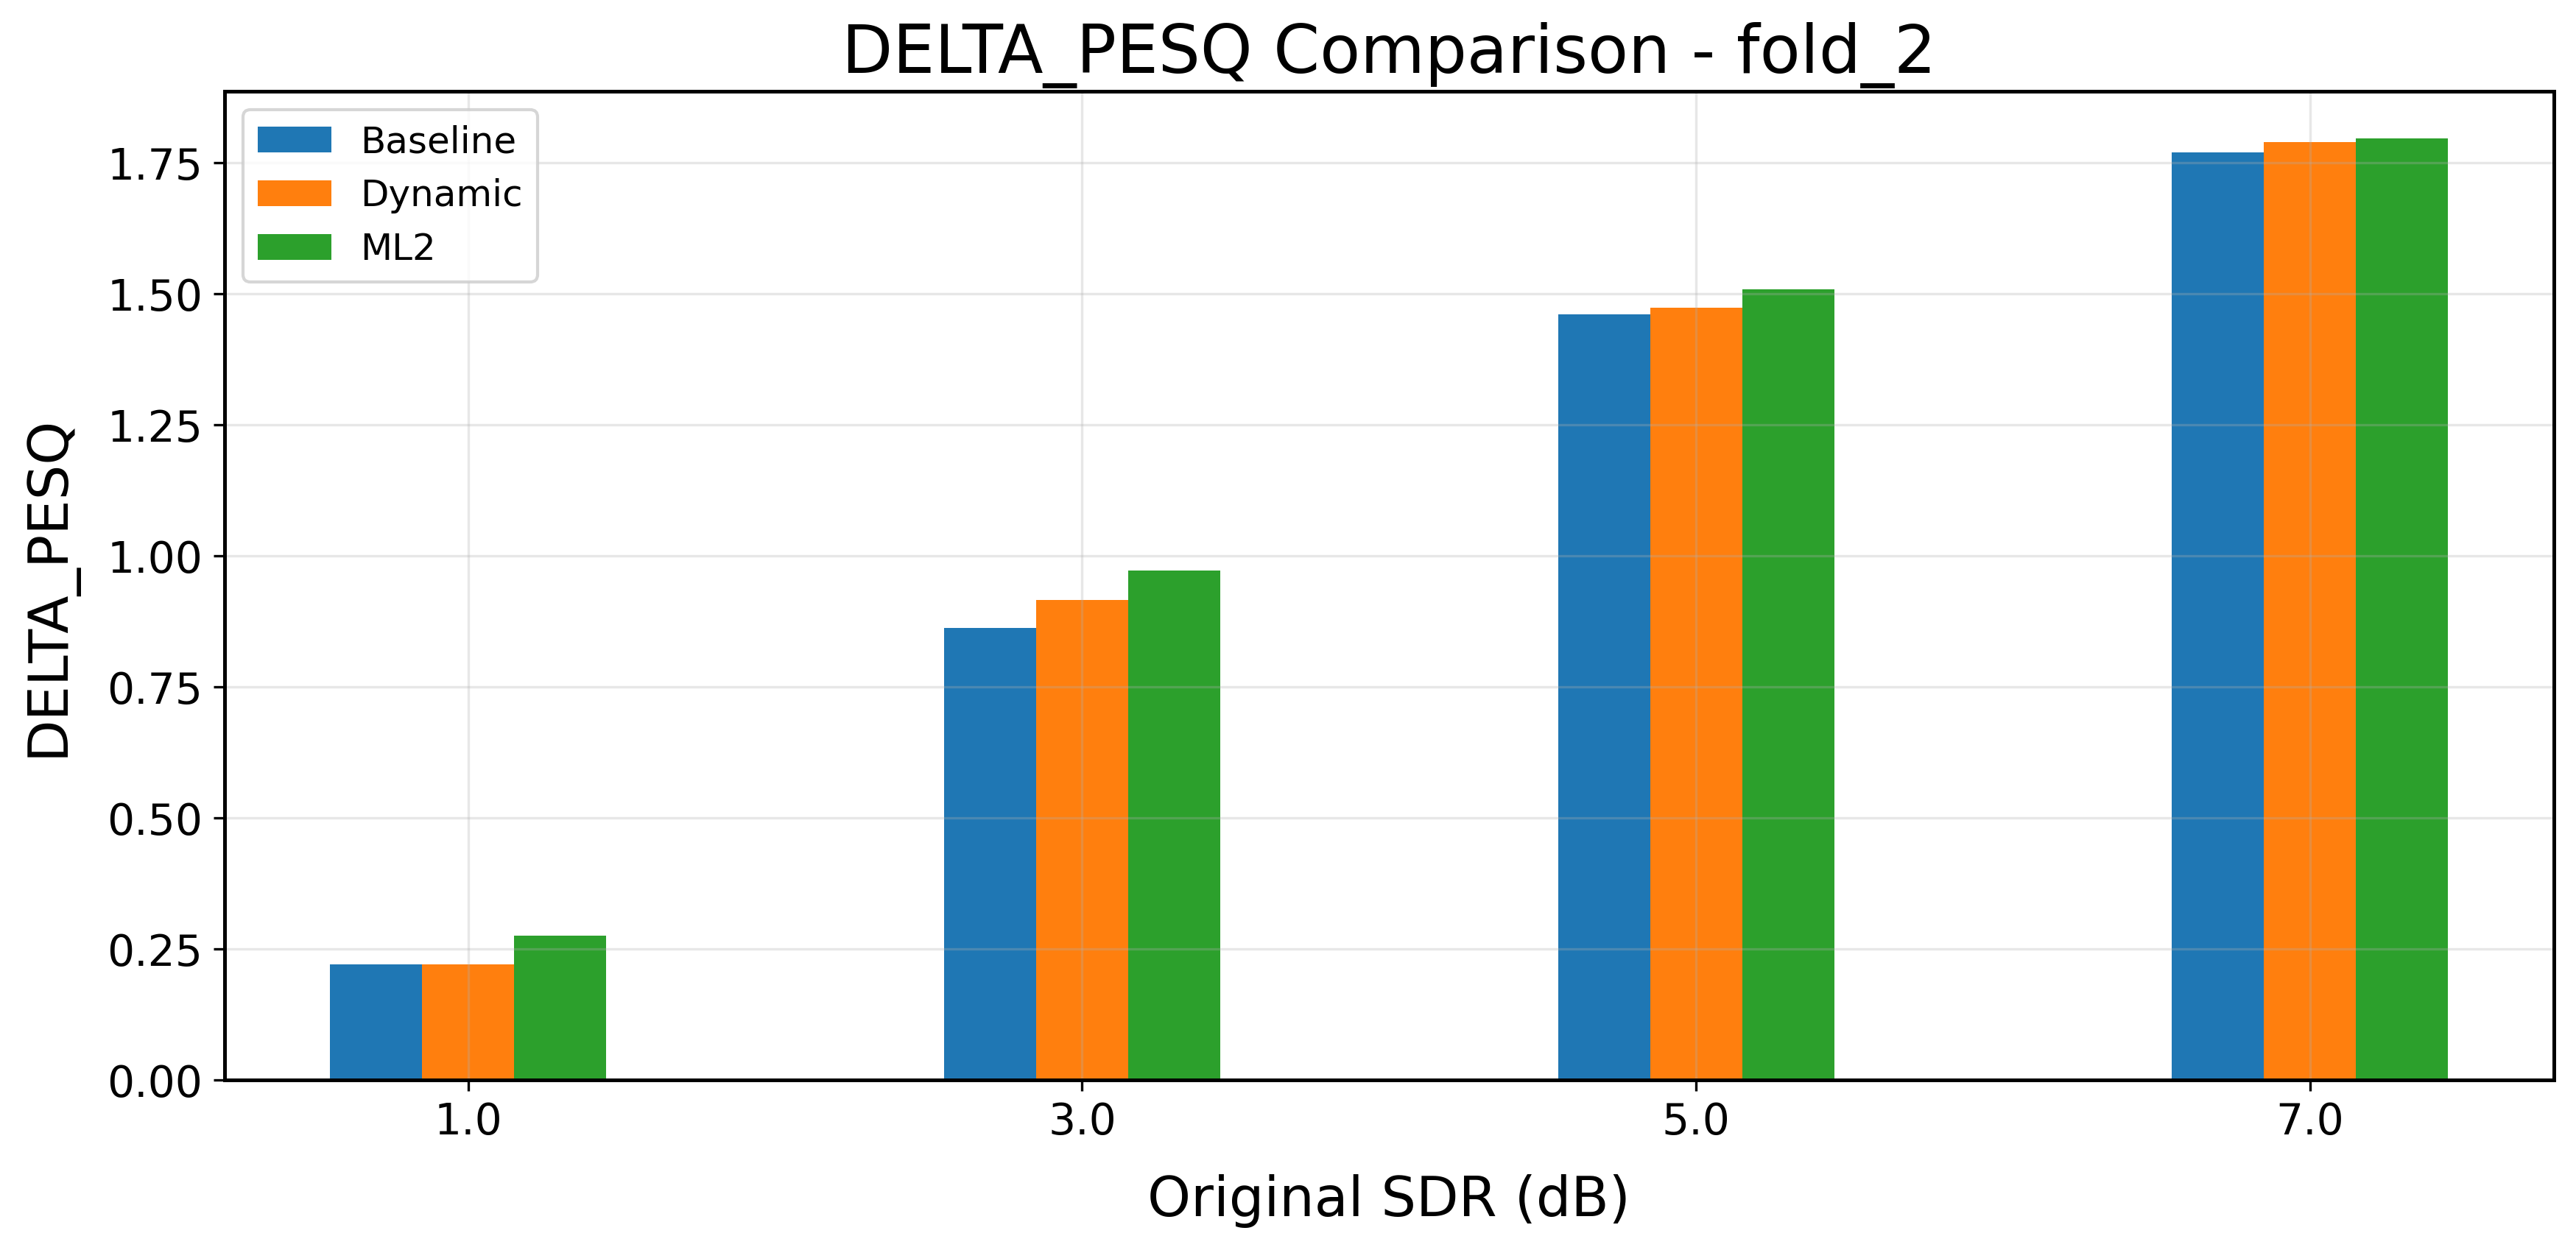 DELTA_PESQ Comparison - fold_2
Baseline
Dynamic
ML2
DELTA_PESQ
1.75
1.50
1.25
1.00
0.75
0.50
0.25
0.00
1.0 3.0 5.0 7.0
Original SDR (dB)